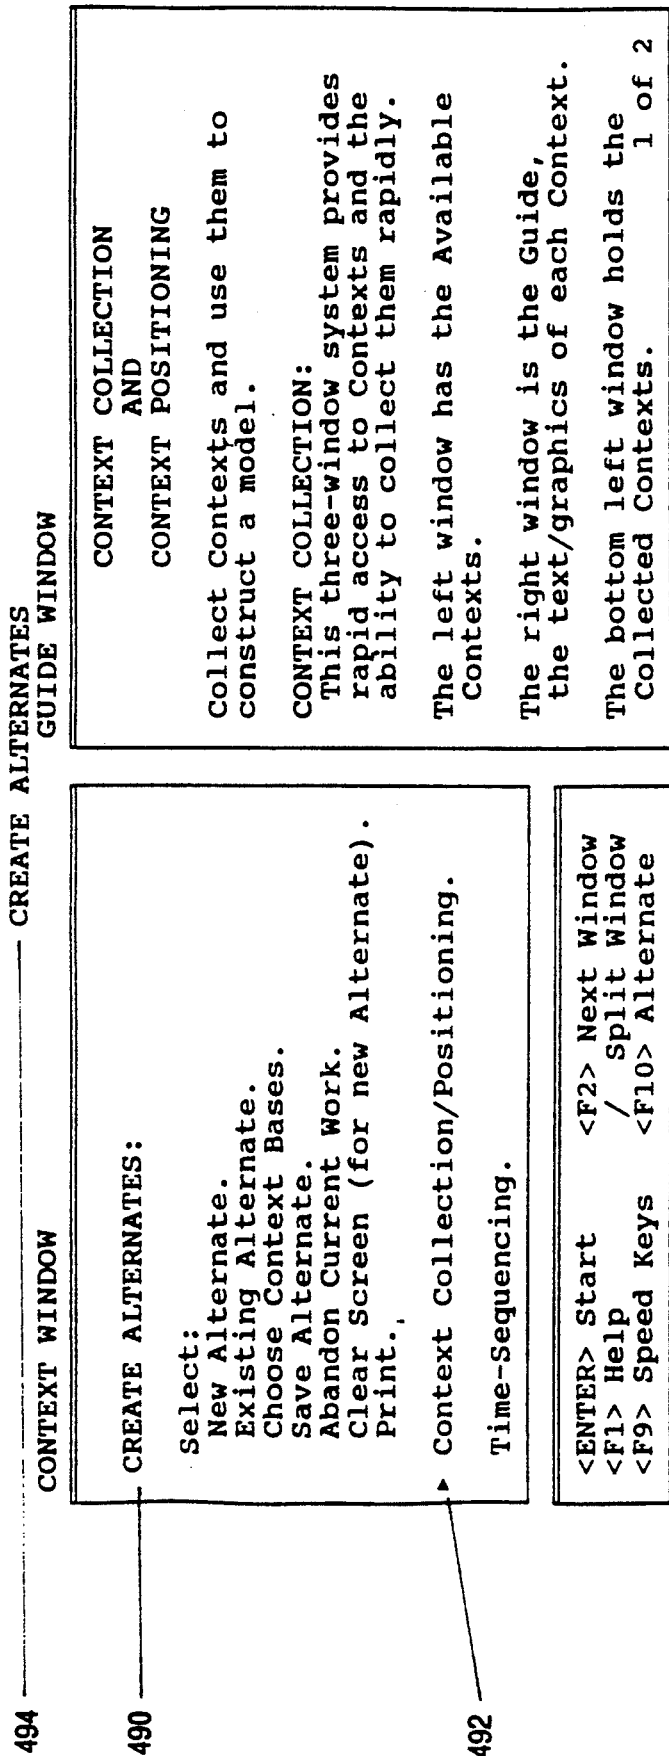 494
CREATE ALTERNATES
CONTEXT WINDOW
GUIDE WINDOW
490
CREATE ALTERNATES:
Select:
New Alternate.
Existing Alternate.
Choose Context Bases.
Save Alternate.
Abandon Current Work.
Clear Screen (for new Alternate).
Print.
492
► Context Collection/Positioning.
Time-Sequencing.
<ENTER> Start
<F1> Help
<F9> Speed Keys
<F2> Next Window
/ Split Window
<F10> Alternate
CONTEXT COLLECTION
AND
CONTEXT POSITIONING
Collect Contexts and use them to
construct a model.
CONTEXT COLLECTION:
This three-window system provides
rapid access to Contexts and the
ability to collect them rapidly.
The left window has the Available
Contexts.
The right window is the Guide,
the text/graphics of each Context.
The bottom left window holds the
Collected Contexts.
1 of 2